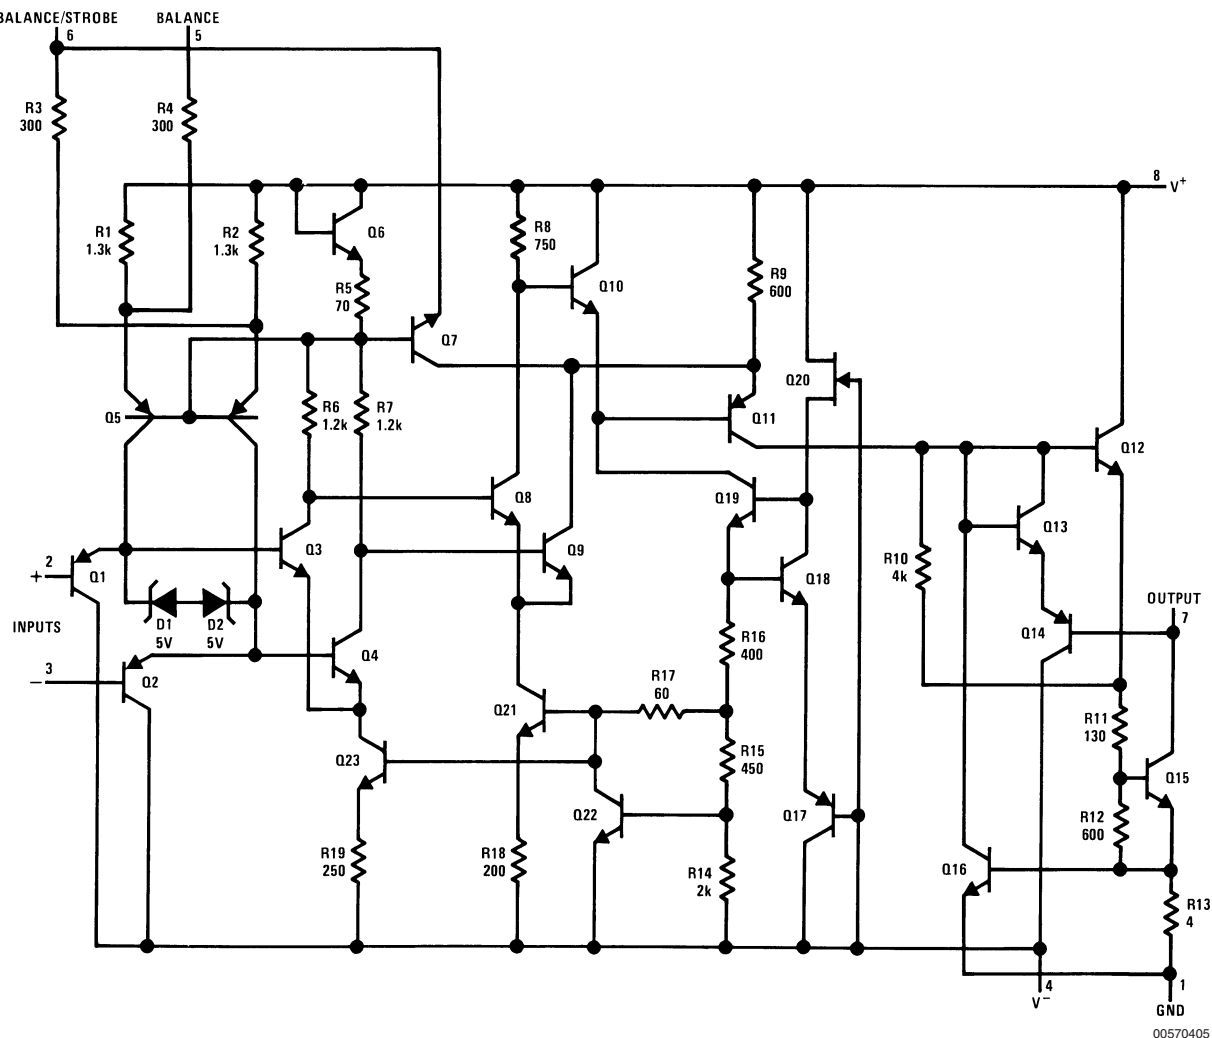 BALANCE/STROBE
BALANCE
6
5
R3
300
R4
300
8
V+
R1
1.3k
R2
1.3k
Q6
R8
750
R5
70
Q10
R9
600
Q7
Q20
Q5
R6
1.2k
R7
1.2k
Q11
Q12
Q8
Q19
Q13
Q3
Q9
R10
4k
2
+
Q1
Q18
OUTPUT
7
INPUTS
D1
5V
D2
5V
R16
400
Q14
3
−
Q2
Q4
R17
60
Q21
R11
130
Q23
R15
450
Q15
Q22
Q17
R12
600
R19
250
R18
200
R14
2k
Q16
R13
4
4
V−
1
GND
00570405